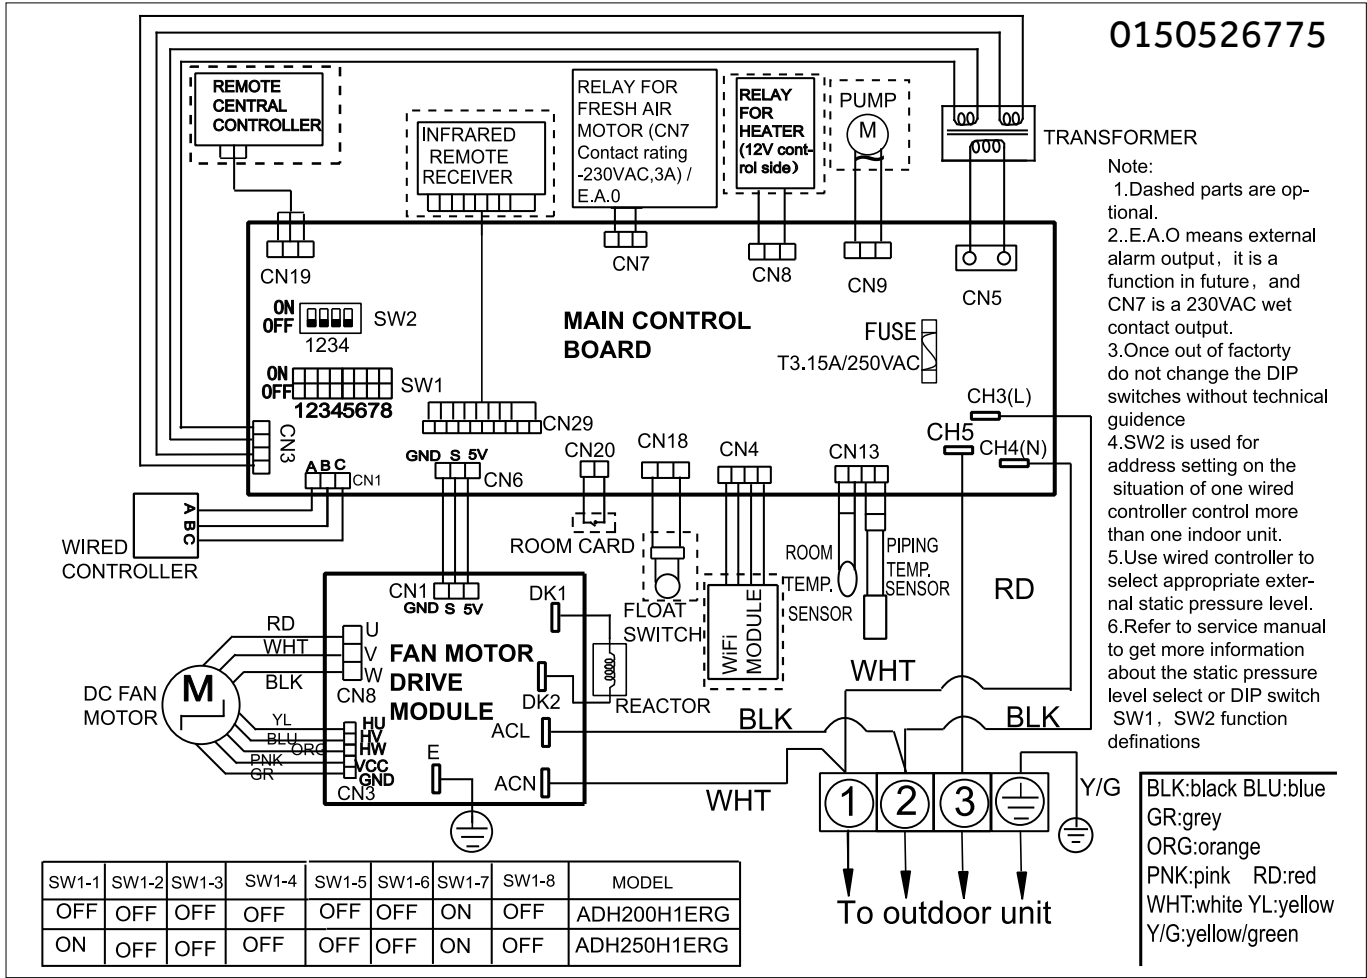 0150526775
REMOTE
CENTRAL
CONTROLLER
INFRARED
REMOTE
RECEIVER
RELAY FOR
FRESH AIR
MOTOR (CN7
Contact rating
-230VAC,3A) /
E.A.0
RELAY
FOR
HEATER
(12V cont-
rol side)
PUMP
M
TRANSFORMER
CN19
CN7
CN8
CN9
CN5
ON
OFF
SW2
1234
MAIN CONTROL
BOARD
FUSE
T3.15A/250VAC
ON
OFF
SW1
12345678
CN3
CN29
CH3(L)
CH5
CH4(N)
A B C
CN1
GND S 5V
CN6
CN20
CN18
CN4
CN13
WIRED
CONTROLLER
A B C
ROOM CARD
FLOAT
SWITCH
WiFi
MODULE
ROOM
TEMP.
SENSOR
PIPING
TEMP.
SENSOR
RD
CN1
GND S 5V
DK1
DK2
REACTOR
FAN MOTOR
DRIVE
MODULE
RD
WHT
BLK
U
V
W
CN8
DC FAN
MOTOR
M
YL
BLU
ORG
PNK
GR
HU
HV
HW
VCC
GND
CN3
E
ACL
ACN
WHT
BLK
BLK
WHT
Y/G
1
2
3
To outdoor unit
Note:
1.Dashed parts are op-
tional.
2..E.A.O means external
alarm output, it is a
function in future, and
CN7 is a 230VAC wet
contact output.
3.Once out of factorty
do not change the DIP
switches without technical
guidence
4.SW2 is used for
address setting on the
situation of one wired
controller control more
than one indoor unit.
5.Use wired controller to
select appropriate exter-
nal static pressure level.
6.Refer to service manual
to get more information
about the static pressure
level select or DIP switch
SW1, SW2 function
definations
BLK:black BLU:blue
GR:grey
ORG:orange
PNK:pink RD:red
WHT:white YL:yellow
Y/G:yellow/green
SW1-1 SW1-2 SW1-3 SW1-4 SW1-5 SW1-6 SW1-7 SW1-8 MODEL
OFF OFF OFF OFF OFF OFF ON OFF ADH200H1ERG
ON OFF OFF OFF OFF OFF ON OFF ADH250H1ERG